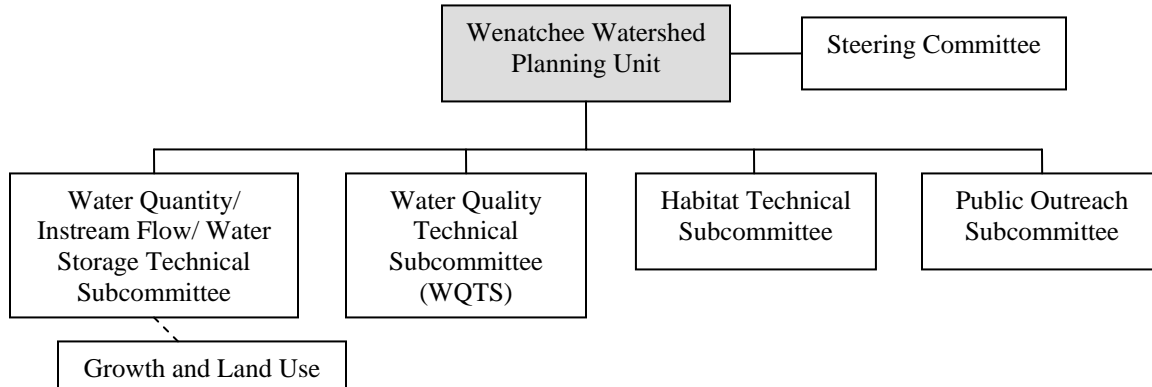 Wenatchee Watershed
Planning Unit
Steering Committee
Water Quantity/
Instream Flow/ Water
Storage Technical
Subcommittee
Water Quality
Technical
Subcommittee
(WQTS)
Habitat Technical
Subcommittee
Public Outreach
Subcommittee
Growth and Land Use